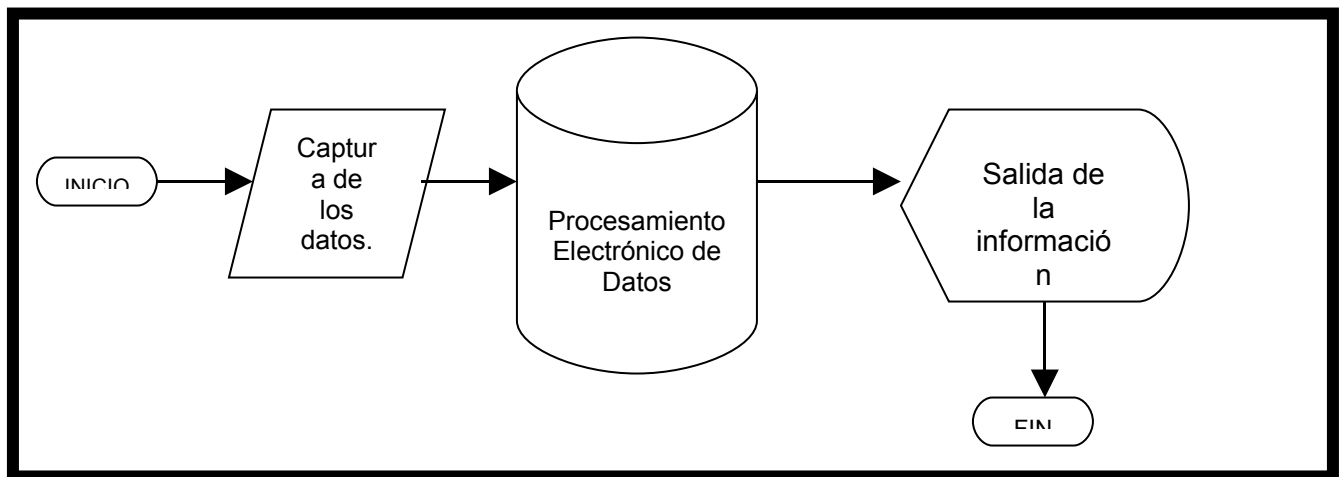 INICIO
Captur
a de
los
datos.
Procesamiento
Electrónico de
Datos
Salida de
la
informació
n
FIN